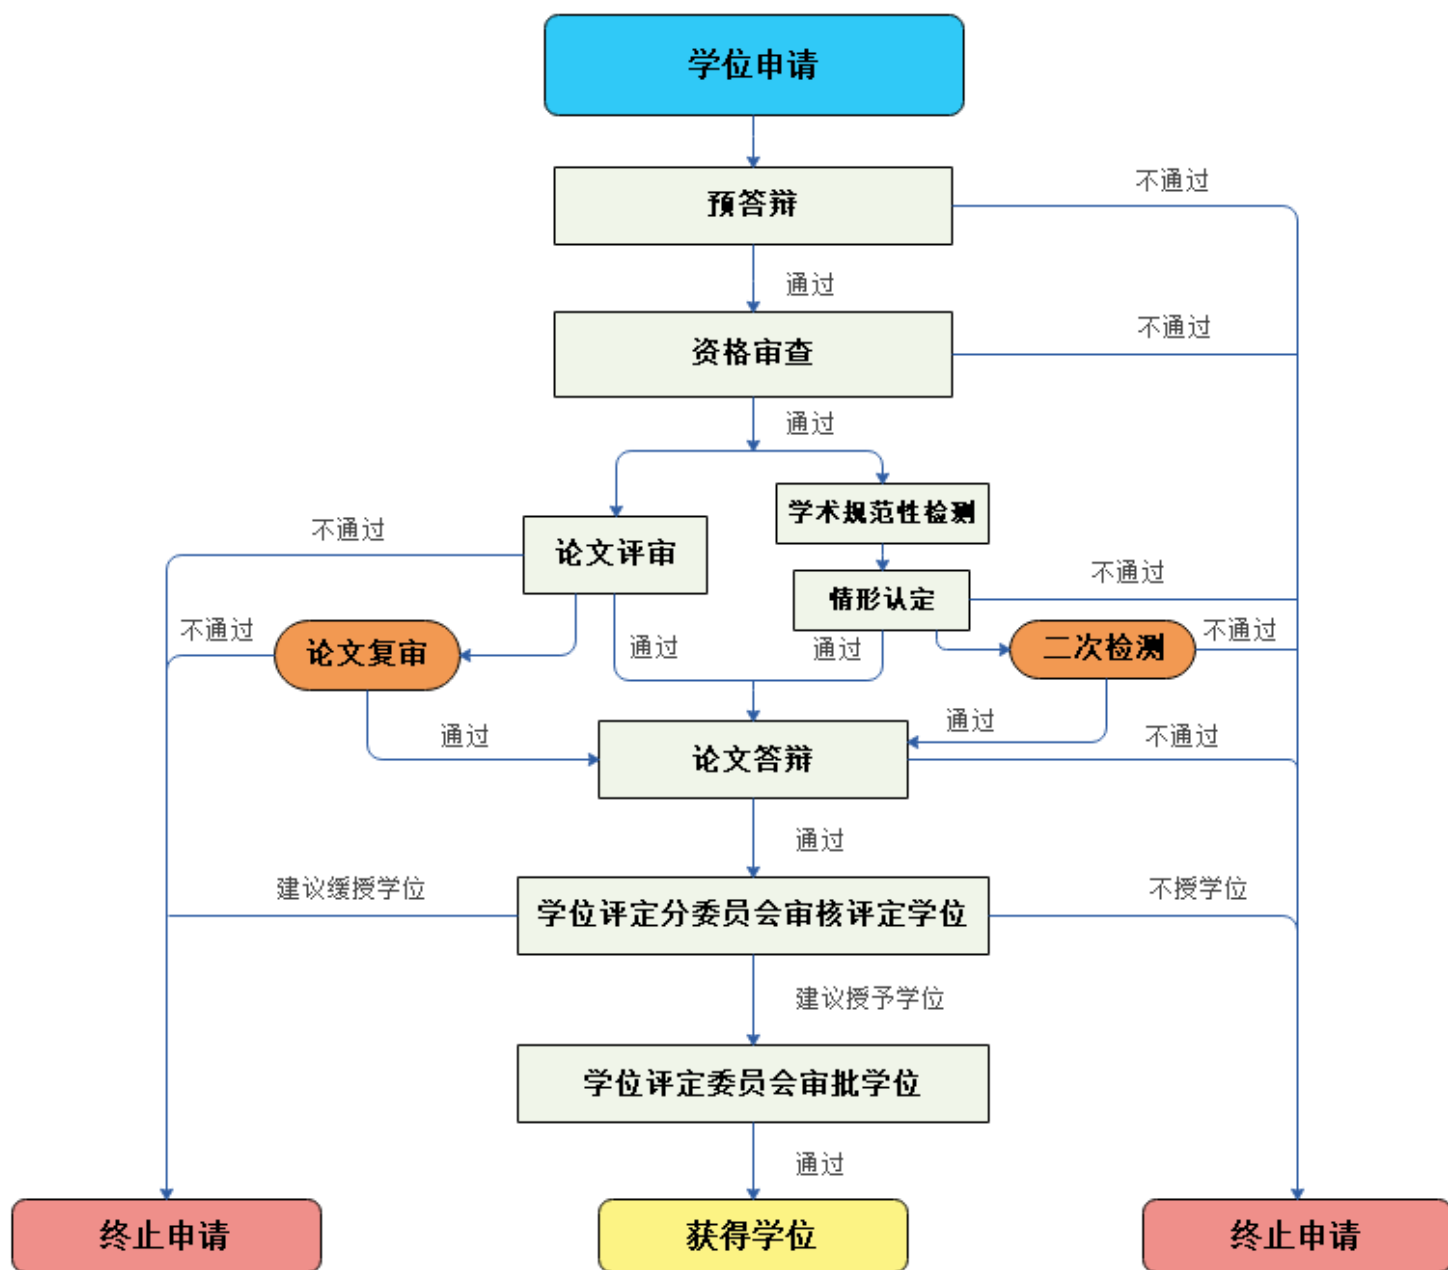 学位申请
预答辩
不通过
通过
资格审查
不通过
通过
学术规范性检测
不通过
论文评审
情形认定
不通过
不通过
论文复审
通过
通过
二次检测
不通过
通过
论文答辩
通过
不通过
通过
建议缓授学位
学位评定分委员会审核评定学位
不授学位
建议授予学位
学位评定委员会审批学位
通过
终止申请
获得学位
终止申请